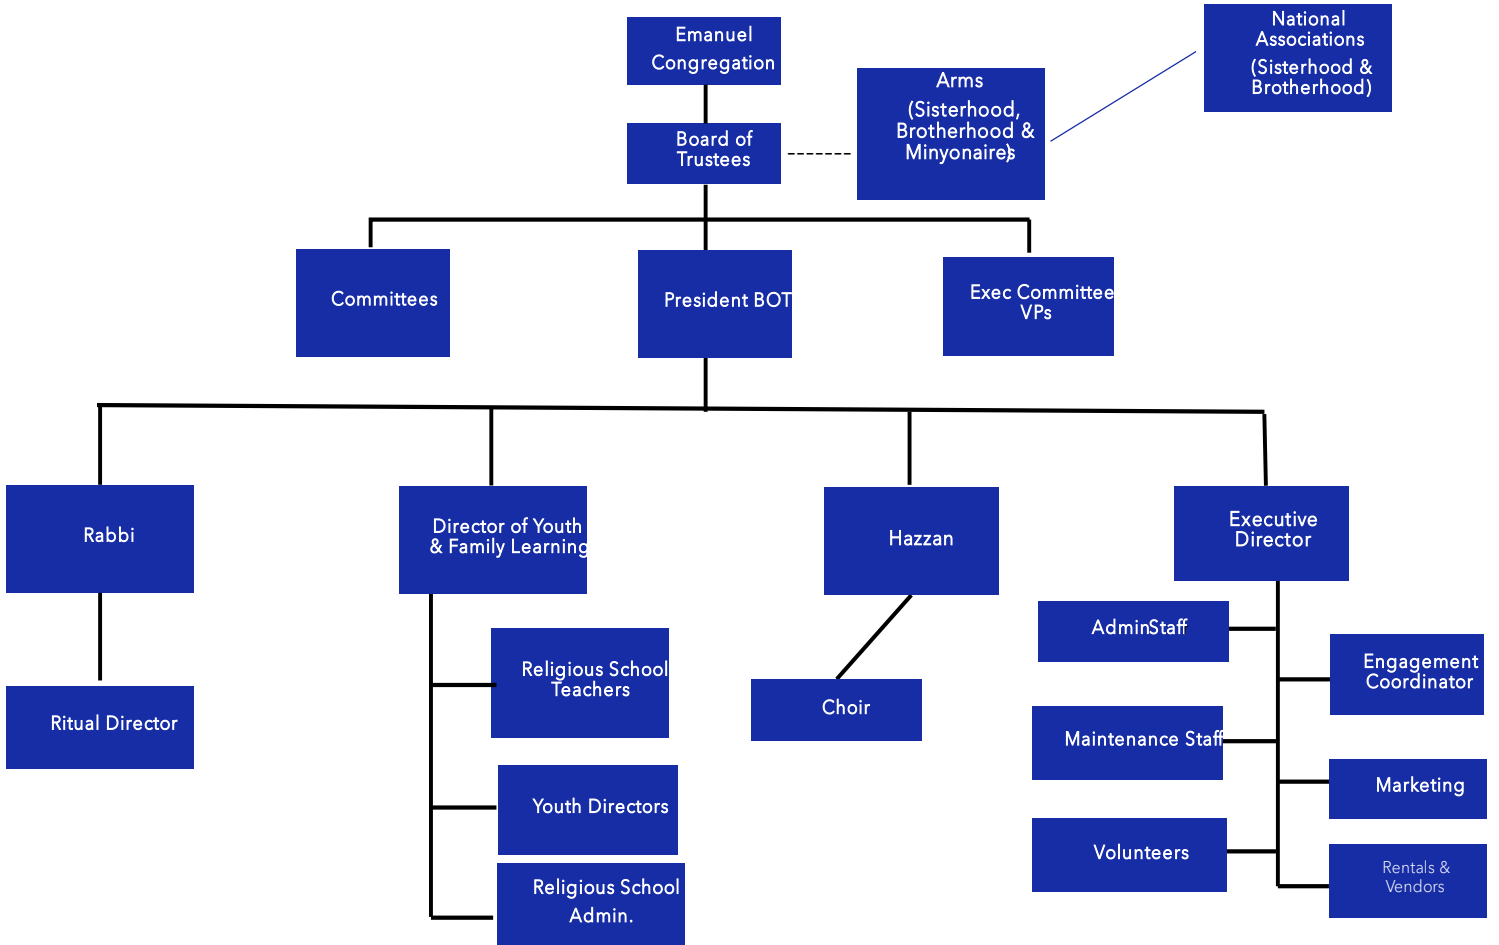 Emanuel
Congregation
National
Associations
(Sisterhood &
Brotherhood)
Arms
(Sisterhood,
Brotherhood &
Minyonaires)
Board of
Trustees
Committees
President BOT
Exec Committee
VPs
Rabbi
Director of Youth
& Family Learning
Hazzan
Executive
Director
Ritual Director
Religious School
Teachers
Youth Directors
Religious School
Admin.
Choir
AdminStaff
Engagement
Coordinator
Maintenance Staff
Marketing
Volunteers
Rentals &
Vendors